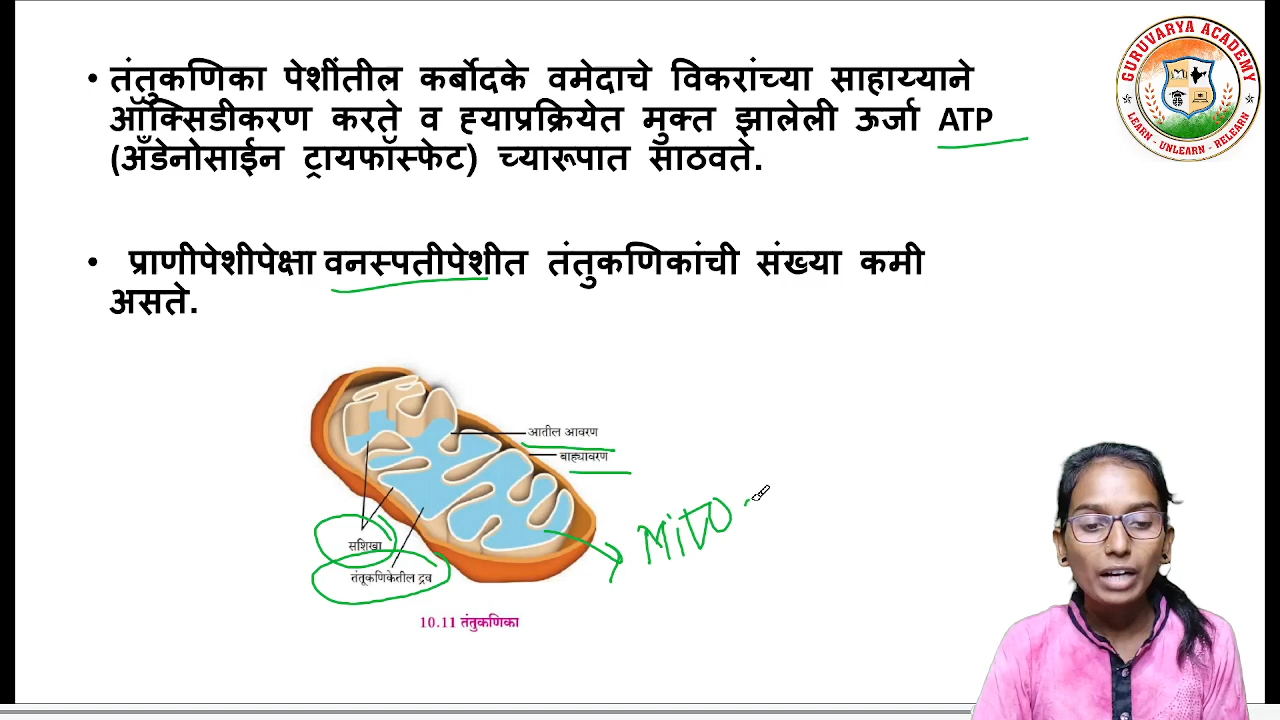 • तंतुकणिका पेशींतील कर्बोदके वमेदाचे विकरांच्या साहाय्याने
ऑक्सिडीकरण करते व ह्याप्रक्रियेत मुक्त झालेली ऊर्जा ATP
(अँडेनोसाईन ट्रायफॉस्फेट) च्यारूपात साठवते.
• प्राणीपेशीपेक्षा वनस्पतीपेशीत तंतुकणिकांची संख्या कमी
असते.
आतील आवरण
बाह्यावरण
सशिखा
तंतूकणिकेतील द्रव
Mito -
10.11 तंतुकणिका
GURUVARYA ACADEMY
LEARN - UNLEARN - RELEARN